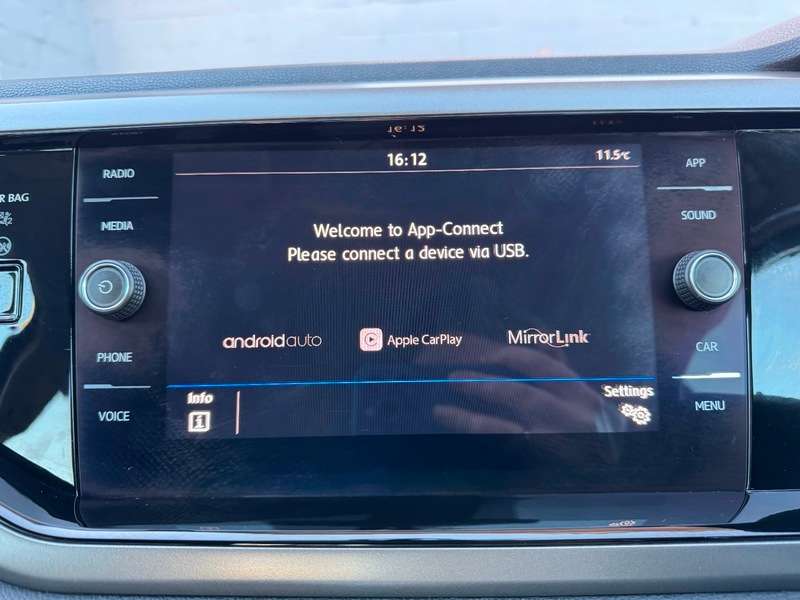 16:12
11.5°C
RADIO
MEDIA
PHONE
VOICE
R BAG
Welcome to App-Connect
Please connect a device via USB.
androidauto
Apple CarPlay
MirrorLink
Info
Settings
APP
SOUND
CAR
MENU